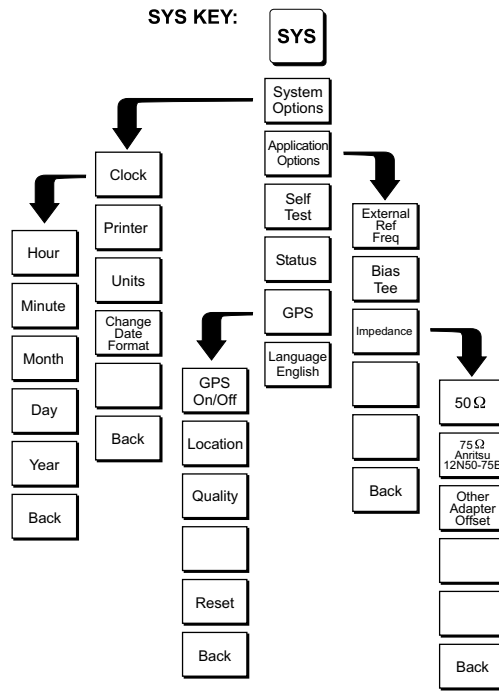 SYS KEY:
SYS
System
Options
Application
Options
Self
Test
Status
GPS
Language
English
Clock
Printer
Units
Change
Date
Format
Back
Hour
Minute
Month
Day
Year
Back
GPS
On/Off
Location
Quality
Reset
Back
External
Ref
Freq
Bias
Tee
Impedance
Back
50 Ω
75 Ω
Anritsu
12N50-75B
Other
Adapter
Offset
Back